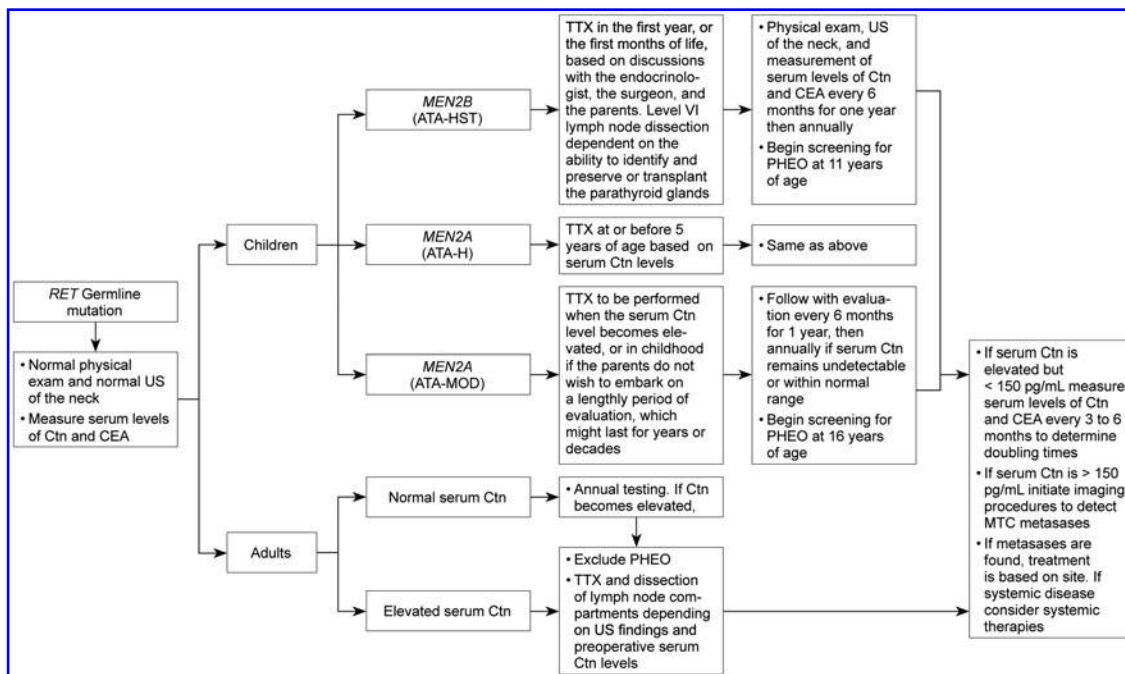 RET Germline
mutation
• Normal physical
exam and normal US
of the neck
• Measure serum levels
of Ctn and CEA
Children
MEN2B
(ATA-HST)
TTX in the first year, or
the first months of life,
based on discussions
with the endocrinolo-
gist, the surgeon, and
the parents. Level VI
lymph node dissection
dependent on the
ability to identify and
preserve or transplant
the parathyroid glands
• Physical exam, US
of the neck, and
measurement of
serum levels of Ctn
and CEA every 6
months for one year
then annually
• Begin screening for
PHEO at 11 years
of age
MEN2A
(ATA-H)
TTX at or before 5
years of age based on
serum Ctn levels
• Same as above
MEN2A
(ATA-MOD)
TTX to be performed
when the serum Ctn
level becomes ele-
vated, or in childhood
if the parents do not
wish to embark on
a lengthly period of
evaluation, which
might last for years or
decades
• Follow with evalua-
tion every 6 months
for 1 year, then
annually if serum Ctn
remains undetectable
or within normal
range
• Begin screening for
PHEO at 16 years
of age
Adults
Normal serum Ctn
• Annual testing. If Ctn
becomes elevated,
Elevated serum Ctn
• Exclude PHEO
• TTX and dissection
of lymph node com-
partments depending
on US findings and
preoperative serum
Ctn levels
• If serum Ctn is
elevated but
< 150 pg/mL measure
serum levels of Ctn
and CEA every 3 to 6
months to determine
doubling times
• If serum Ctn is > 150
pg/mL initiate imaging
procedures to detect
MTC metasases
• If metasases are
found, treatment
is based on site. If
systemic disease
consider systemic
therapies